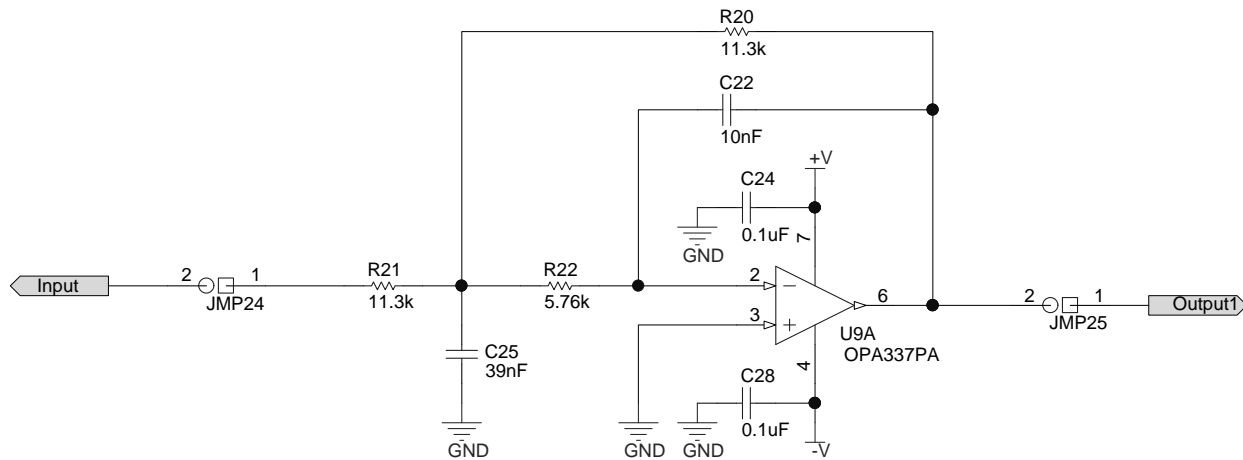 R20
11.3k
C22
10nF
+V
C24
0.1uF
GND
7
Input
2
1
JMP24
R21
11.3k
R22
5.76k
2
3
6
U9A
OPA337PA
2
1
JMP25
Output1
C25
39nF
4
C28
0.1uF
GND
GND
GND
-V